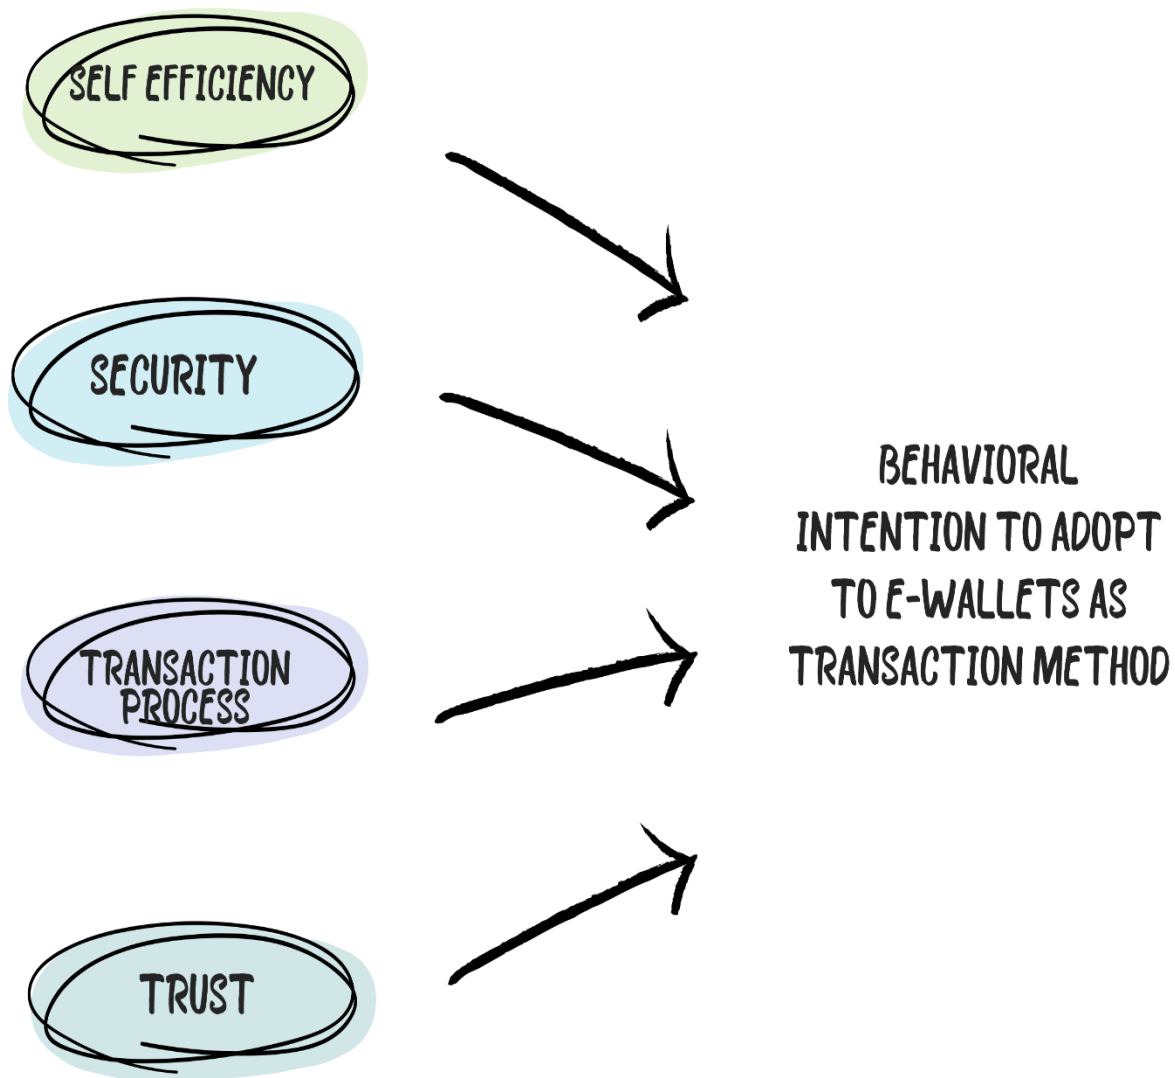 SELF EFFICIENCY
SECURITY
TRANSACTION
PROCESS
TRUST
BEHAVIORAL
INTENTION TO ADOPT
TO E-WALLETS AS
TRANSACTION METHOD